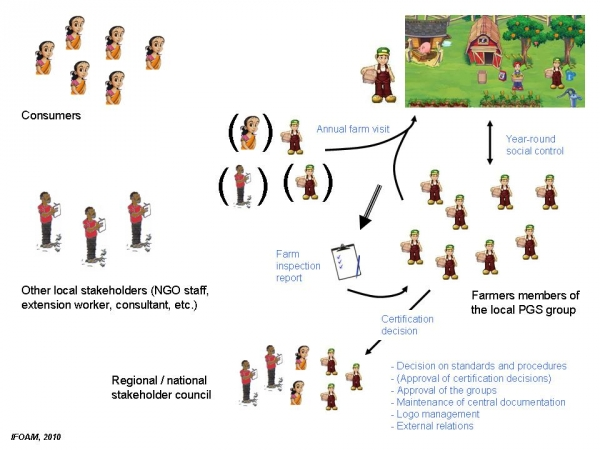 Consumers
Annual farm visit
Year-round
social control
( )
( ) ( )
Farm
inspection
report
Other local stakeholders (NGO staff,
extension worker, consultant, etc.)
Farmers members of
the local PGS group
Certification
decision
Regional / national
stakeholder council
- Decision on standards and procedures
- (Approval of certification decisions)
- Approval of the groups
- Maintenance of central documentation
- Logo management
- External relations
IFOAM, 2010